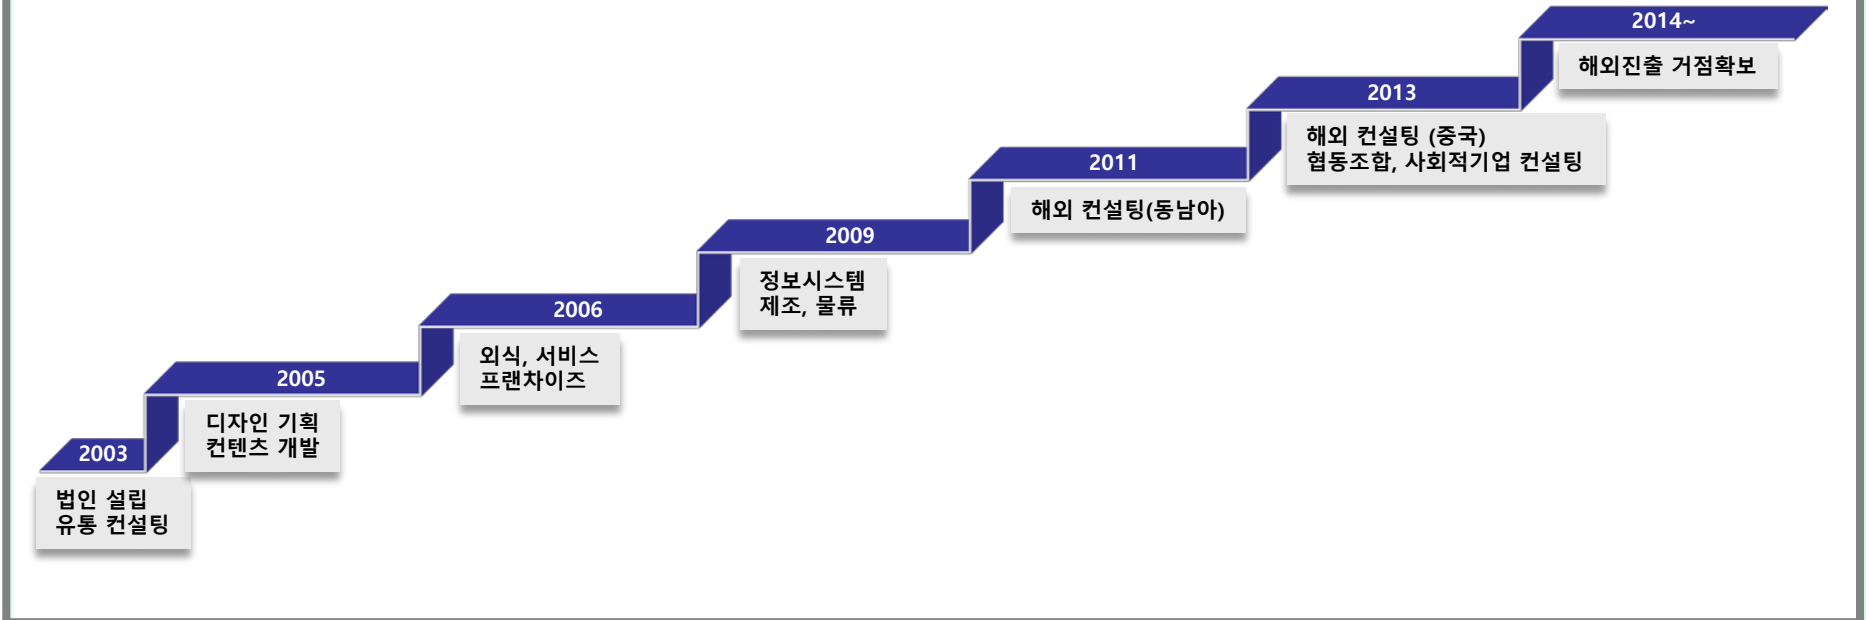 2003
법인 설립
유통 컨설팅
2005
디자인 기획
컨텐츠 개발
2006
외식, 서비스
프랜차이즈
2009
정보시스템
제조, 물류
2011
해외 컨설팅(동남아)
2013
해외 컨설팅 (중국)
협동조합, 사회적기업 컨설팅
2014~
해외진출 거점확보